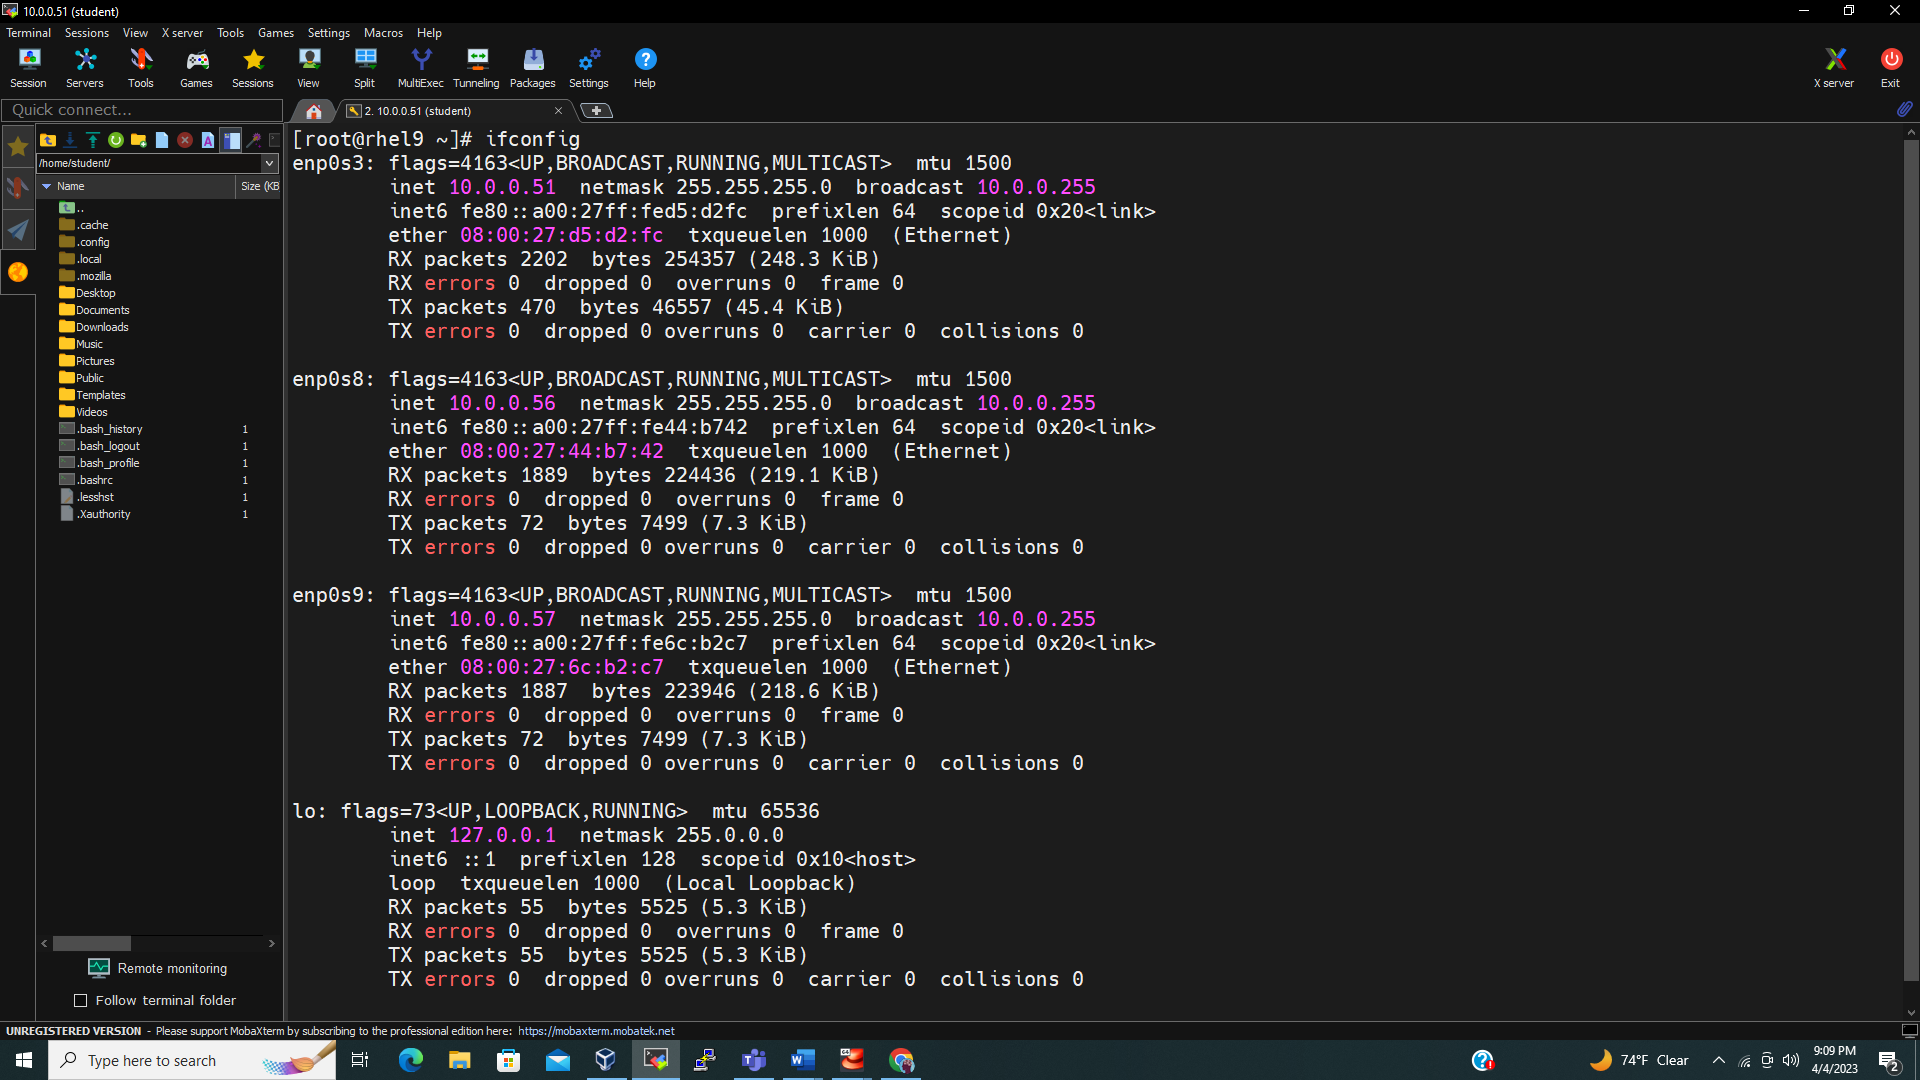 10.0.0.51 (student)
Terminal Sessions View X server Tools Games Settings Macros Help
Session Servers Tools Games Sessions View Split MultiExec Tunneling Packages Settings Help X server Exit
Quick connect...
2. 10.0.0.51 (student)
/home/student/
Name Size (KB
..
.cache
.config
.local
.mozilla
Desktop
Documents
Downloads
Music
Pictures
Public
Templates
Videos
.bash_history 1
.bash_logout 1
.bash_profile 1
.bashrc 1
.lesshst 1
.Xauthority 1
Remote monitoring
Follow terminal folder
[root@rhel9 ~]# ifconfig
enp0s3: flags=4163<UP,BROADCAST,RUNNING,MULTICAST>  mtu 1500
        inet 10.0.0.51  netmask 255.255.255.0  broadcast 10.0.0.255
        inet6 fe80::a00:27ff:fed5:d2fc  prefixlen 64  scopeid 0x20<link>
        ether 08:00:27:d5:d2:fc  txqueuelen 1000  (Ethernet)
        RX packets 2202  bytes 254357 (248.3 KiB)
        RX errors 0  dropped 0  overruns 0  frame 0
        TX packets 470  bytes 46557 (45.4 KiB)
        TX errors 0  dropped 0 overruns 0  carrier 0  collisions 0
enp0s8: flags=4163<UP,BROADCAST,RUNNING,MULTICAST>  mtu 1500
        inet 10.0.0.56  netmask 255.255.255.0  broadcast 10.0.0.255
        inet6 fe80::a00:27ff:fe44:b742  prefixlen 64  scopeid 0x20<link>
        ether 08:00:27:44:b7:42  txqueuelen 1000  (Ethernet)
        RX packets 1889  bytes 224436 (219.1 KiB)
        RX errors 0  dropped 0  overruns 0  frame 0
        TX packets 72  bytes 7499 (7.3 KiB)
        TX errors 0  dropped 0 overruns 0  carrier 0  collisions 0
enp0s9: flags=4163<UP,BROADCAST,RUNNING,MULTICAST>  mtu 1500
        inet 10.0.0.57  netmask 255.255.255.0  broadcast 10.0.0.255
        inet6 fe80::a00:27ff:fe6c:b2c7  prefixlen 64  scopeid 0x20<link>
        ether 08:00:27:6c:b2:c7  txqueuelen 1000  (Ethernet)
        RX packets 1887  bytes 223946 (218.6 KiB)
        RX errors 0  dropped 0  overruns 0  frame 0
        TX packets 72  bytes 7499 (7.3 KiB)
        TX errors 0  dropped 0 overruns 0  carrier 0  collisions 0
lo: flags=73<UP,LOOPBACK,RUNNING>  mtu 65536
        inet 127.0.0.1  netmask 255.0.0.0
        inet6 ::1  prefixlen 128  scopeid 0x10<host>
        loop  txqueuelen 1000  (Local Loopback)
        RX packets 55  bytes 5525 (5.3 KiB)
        RX errors 0  dropped 0  overruns 0  frame 0
        TX packets 55  bytes 5525 (5.3 KiB)
        TX errors 0  dropped 0 overruns 0  carrier 0  collisions 0
UNREGISTERED VERSION - Please support MobaXterm by subscribing to the professional edition here: https://mobaxterm.mobatek.net
Type here to search
74°F Clear
9:09 PM
4/4/2023
2